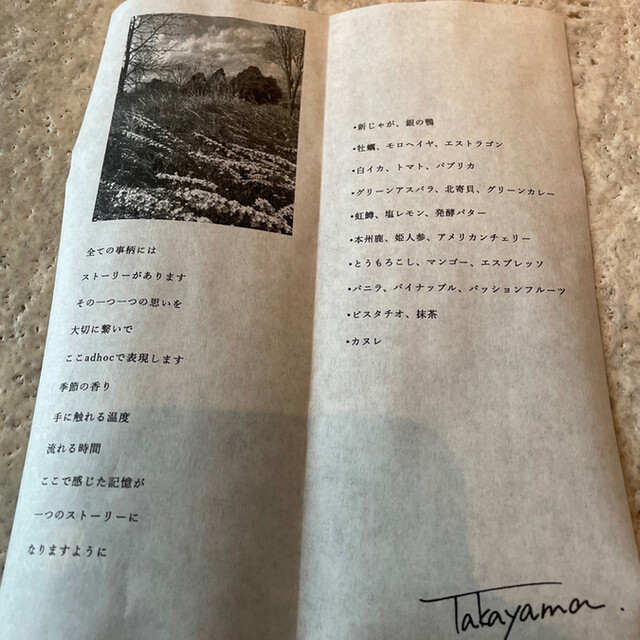 全ての事柄には
ストーリーがあります
その一つ一つの思いを
大切に繋いで
ここadhocで表現します
季節の香り
手に触れる温度
流れる時間
ここで感じた記憶が
一つのストーリーに
なりますように
•新じゃが、銀の鴨
•牡蠣、モロヘイヤ、エストラゴン
•白イカ、トマト、パプリカ
•グリーンアスパラ、北寄貝、グリーンカレー
•虹鱒、塩レモン、発酵バター
•本州鹿、姫人参、アメリカンチェリー
•とうもろこし、マンゴー、エスプレッソ
•バニラ、パイナップル、パッションフルーツ
•ピスタチオ、抹茶
•カヌレ
Takayama.